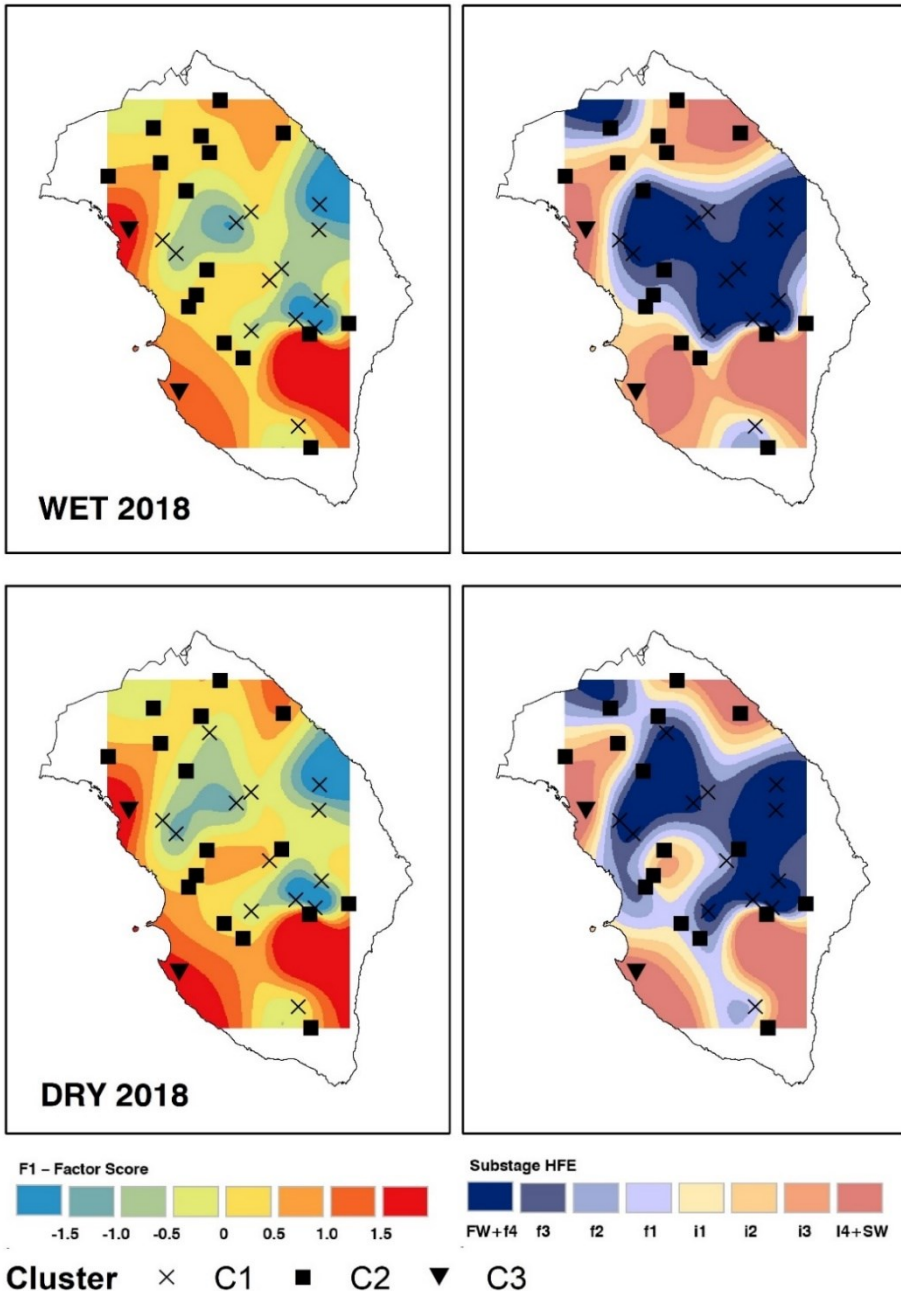 WET 2018
DRY 2018
F1 – Factor Score
-1.5 -1.0 -0.5 0 0.5 1.0 1.5
Substage HFE
FW+f4 f3 f2 f1 i1 i2 i3 I4+SW
Cluster × C1 ■ C2 ▼ C3